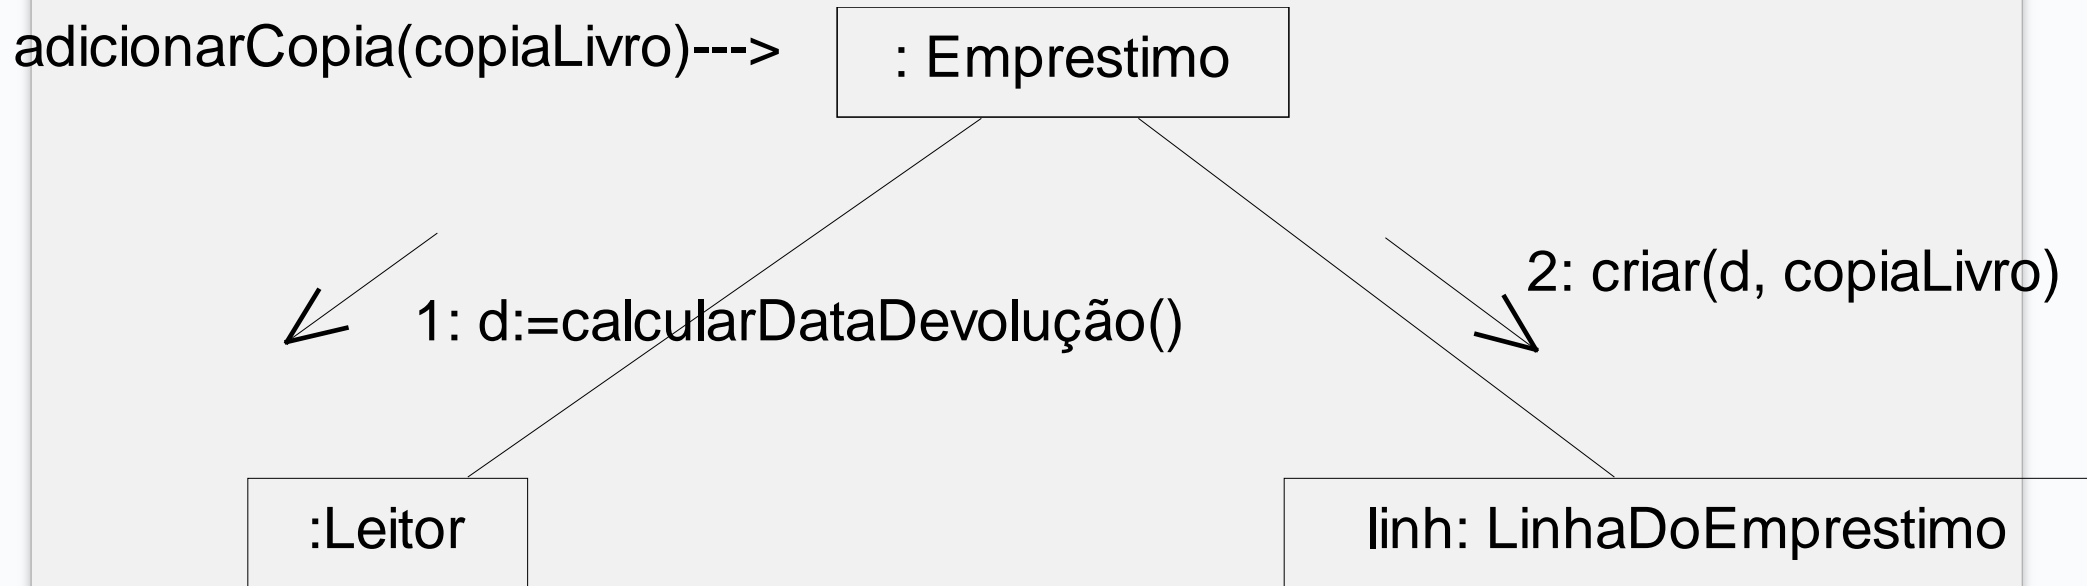 adicionarCopia(copiaLivro)--->
: Emprestimo
2: criar(d, copiaLivro)
1: d:=calcularDataDevolução()
:Leitor
linh: LinhaDoEmprestimo